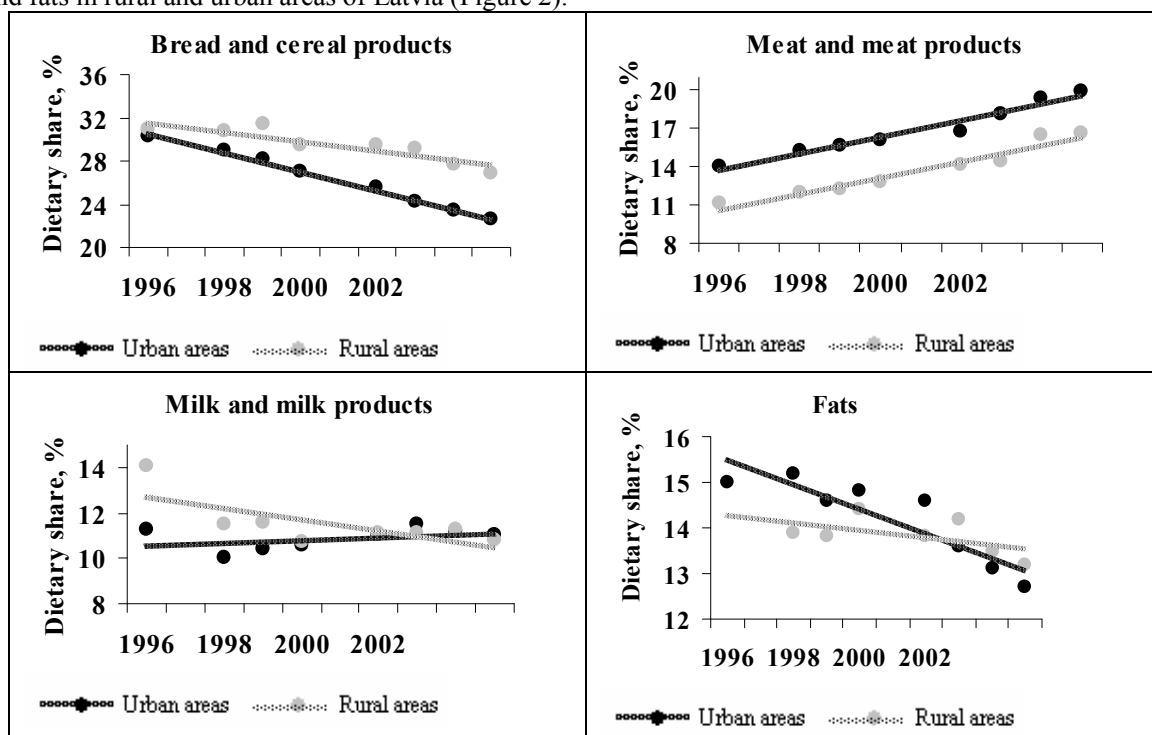 nd fats in rural and urban areas of Latvia (Figure 2).
Bread and cereal products
Dietary share, %
36
32
28
24
20
1996 1998 2000 2002
Urban areas Rural areas
Meat and meat products
Dietary share, %
20
17
14
11
8
1996 1998 2000 2002
Urban areas Rural areas
Milk and milk products
Dietary share, %
14
12
10
8
1996 1998 2000 2002
Urban areas Rural areas
Fats
Dietary share, %
16
15
14
13
12
1996 1998 2000 2002
Urban areas Rural areas